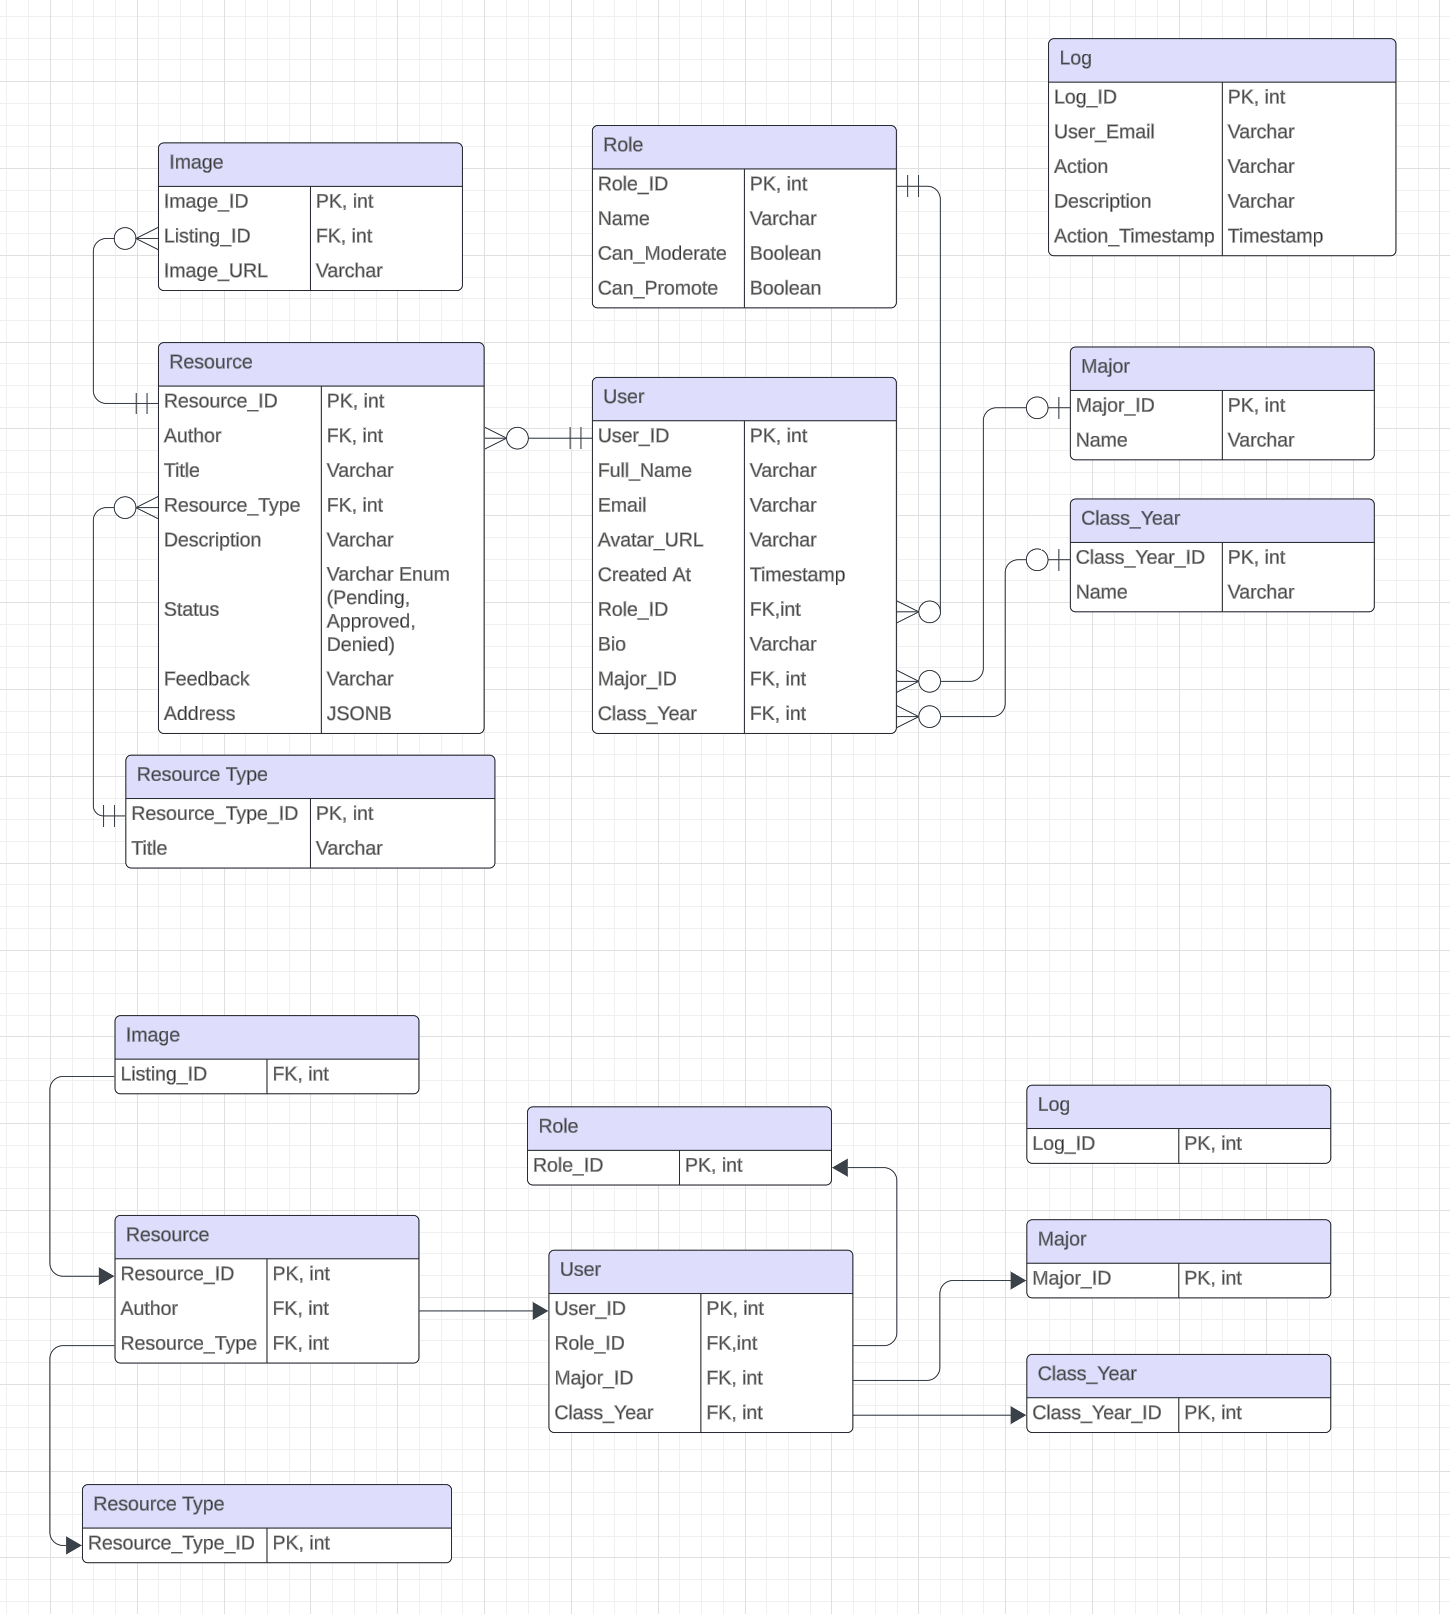 Log
Log_ID PK, int
User_Email Varchar
Action Varchar
Description Varchar
Action_Timestamp Timestamp
Role
Role_ID PK, int
Name Varchar
Can_Moderate Boolean
Can_Promote Boolean
Image
Image_ID PK, int
Listing_ID FK, int
Image_URL Varchar
Resource
Resource_ID PK, int
Author FK, int
Title Varchar
Resource_Type FK, int
Description Varchar
Status Varchar Enum
(Pending,
Approved,
Denied)
Feedback Varchar
Address JSONB
User
User_ID PK, int
Full_Name Varchar
Email Varchar
Avatar_URL Varchar
Created At Timestamp
Role_ID FK,int
Bio Varchar
Major_ID FK, int
Class_Year FK, int
Major
Major_ID PK, int
Name Varchar
Class_Year
Class_Year_ID PK, int
Name Varchar
Resource Type
Resource_Type_ID PK, int
Title Varchar
Image
Listing_ID FK, int
Role
Role_ID PK, int
Log
Log_ID PK, int
Resource
Resource_ID PK, int
Author FK, int
Resource_Type FK, int
User
User_ID PK, int
Role_ID FK,int
Major_ID FK, int
Class_Year FK, int
Major
Major_ID PK, int
Class_Year
Class_Year_ID PK, int
Resource Type
Resource_Type_ID PK, int